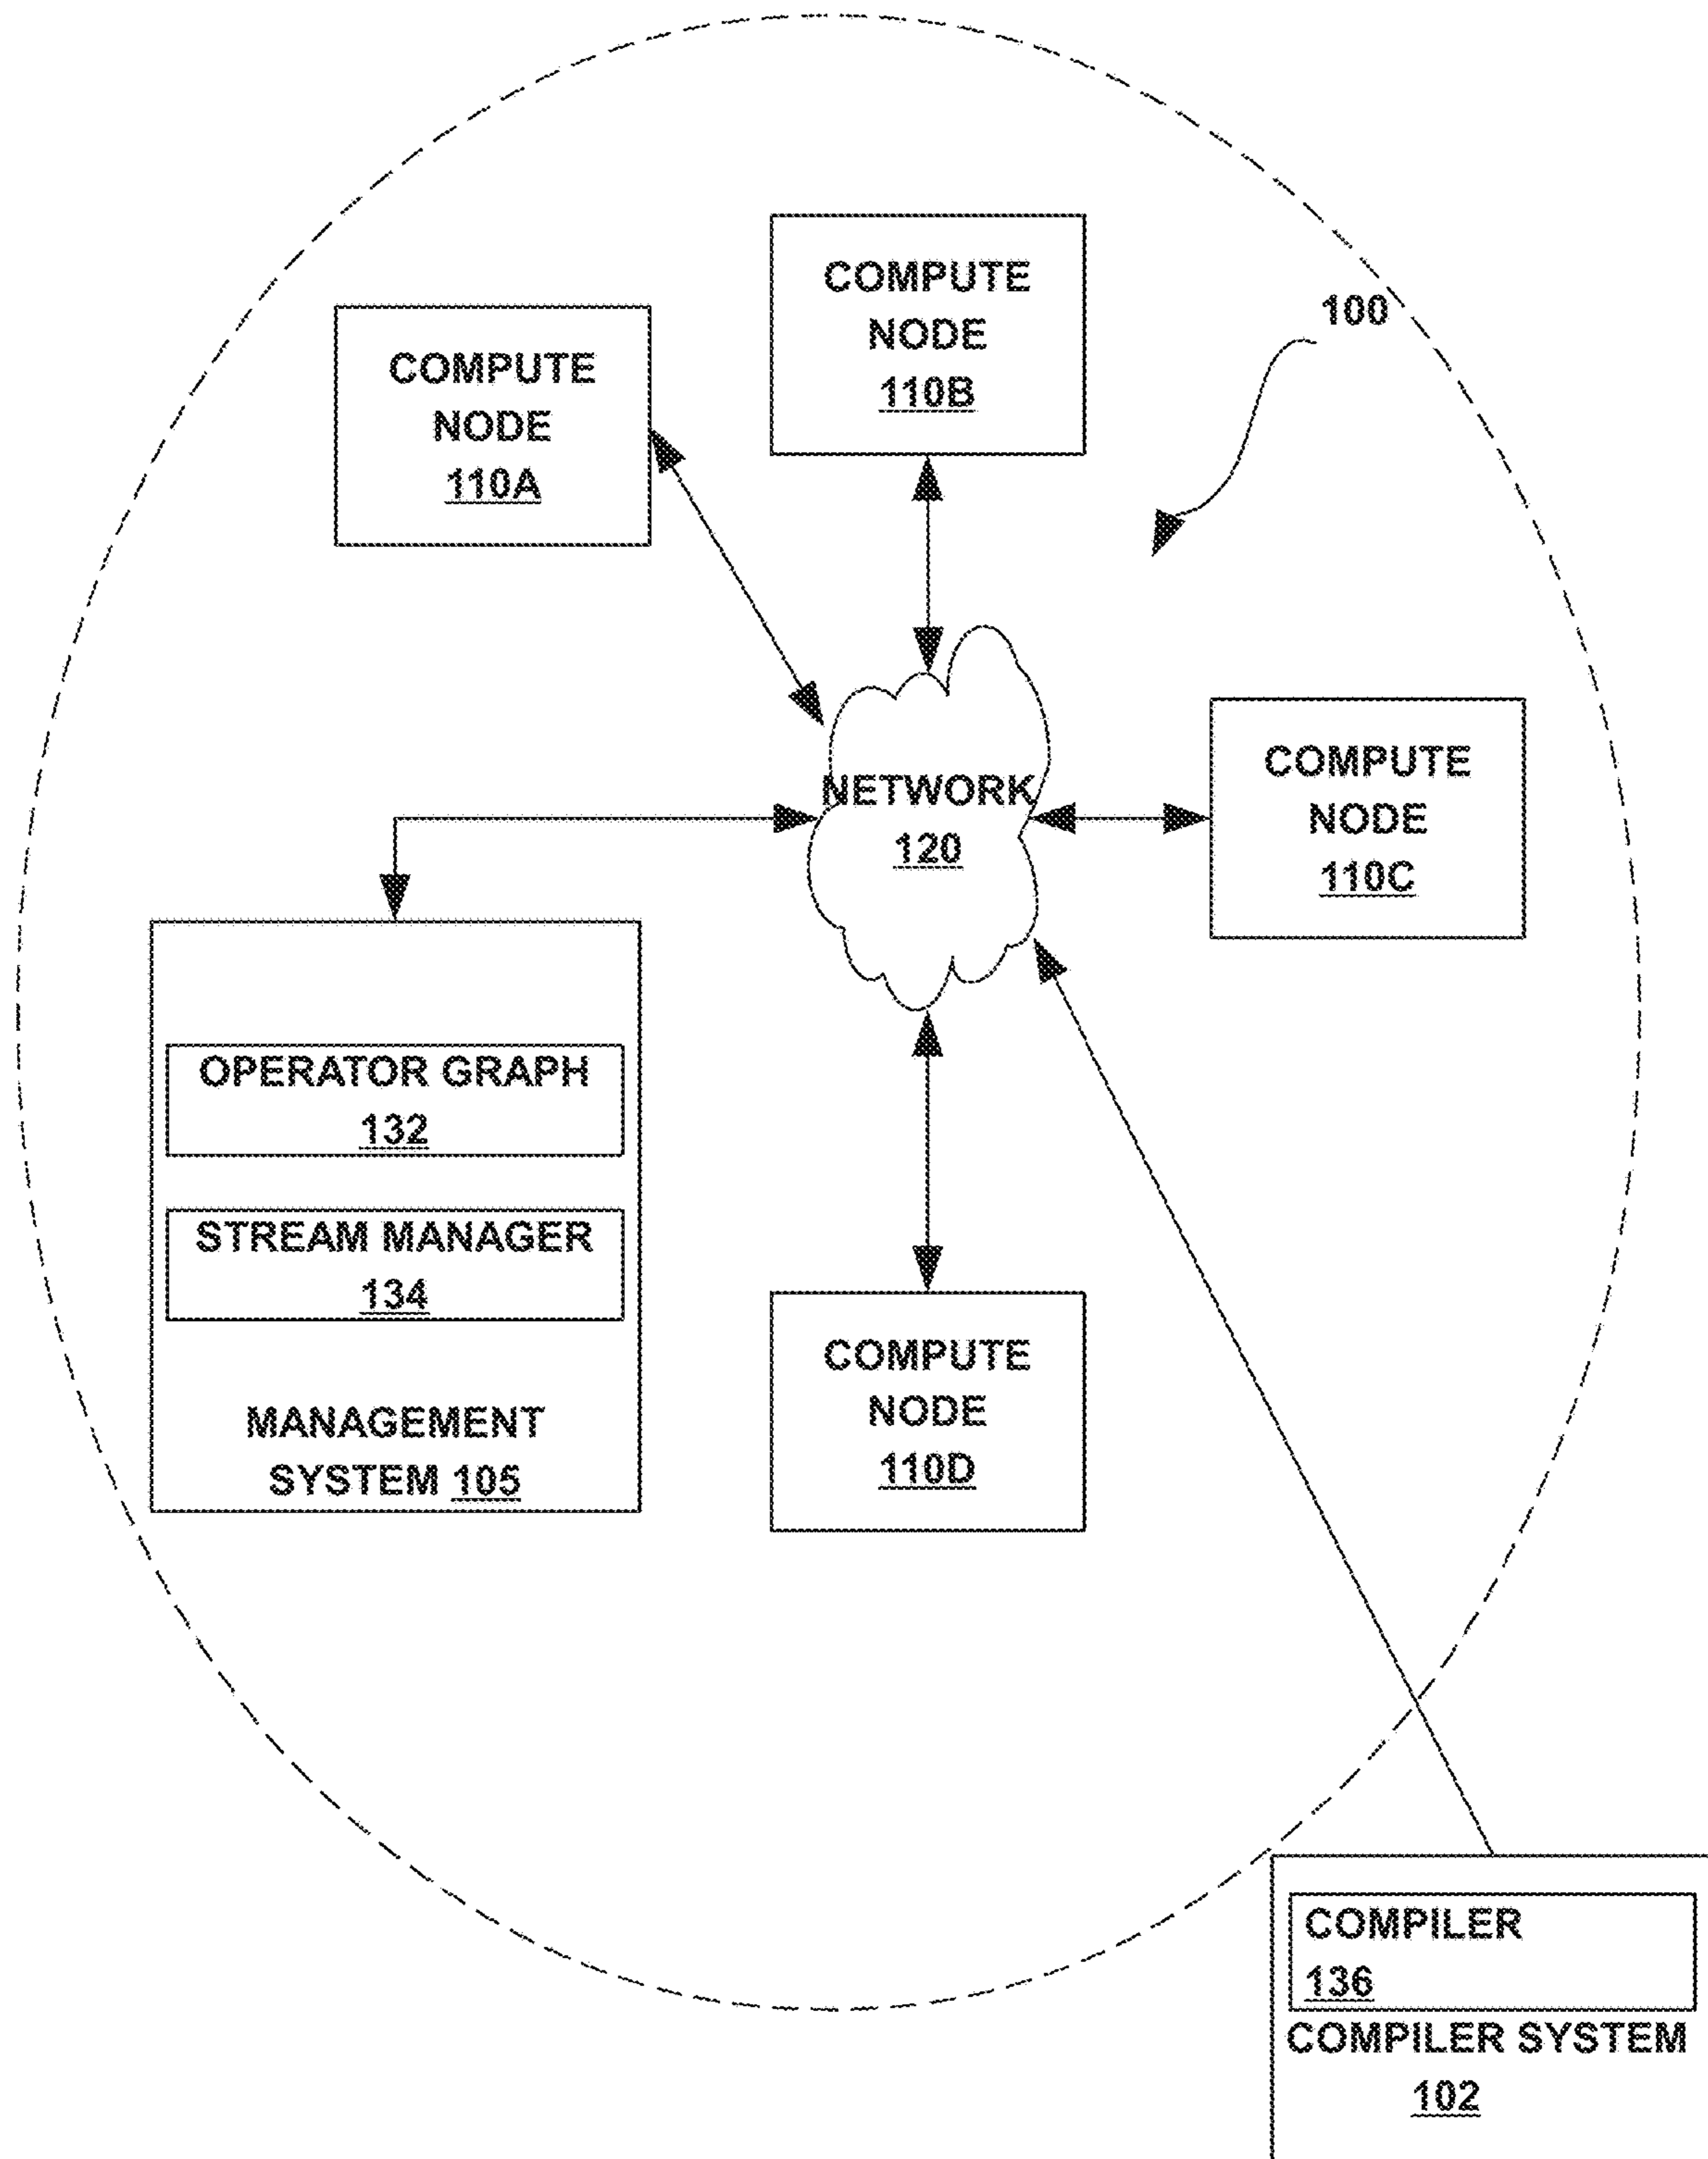 COMPUTE
NODE
110B
100
COMPUTE
NODE
110A
NETWORK
120
COMPUTE
NODE
110C
OPERATOR GRAPH
132
STREAM MANAGER
134
MANAGEMENT
SYSTEM 105
COMPUTE
NODE
110D
COMPILER
136
COMPILER SYSTEM
102